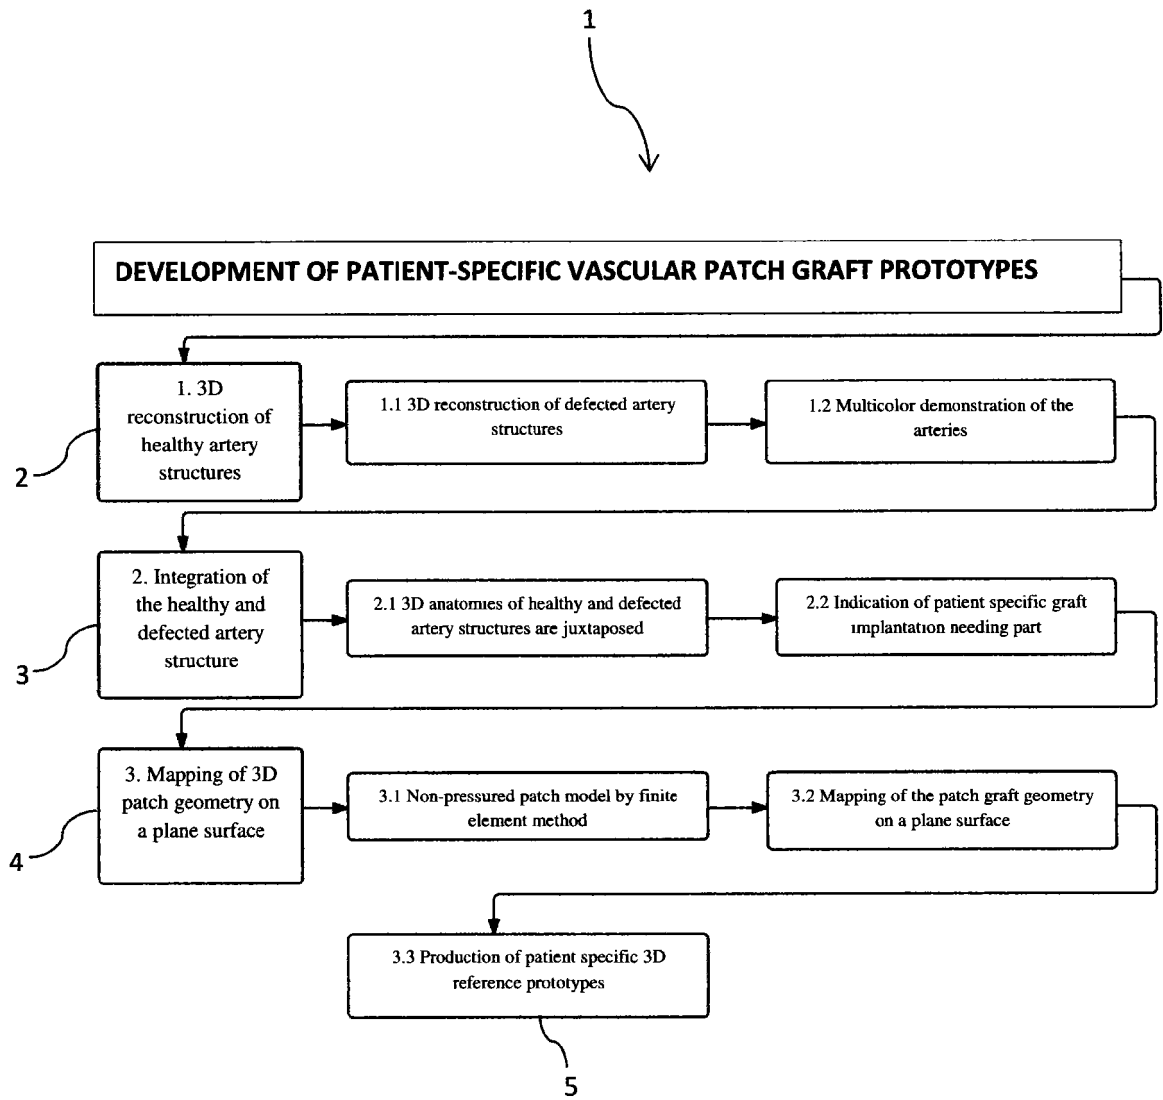 1
DEVELOPMENT OF PATIENT-SPECIFIC VASCULAR PATCH GRAFT PROTOTYPES
1. 3D
reconstruction of
healthy artery
structures
2
1.1 3D reconstruction of defected artery
structures
1.2 Multicolor demonstration of the
arteries
2. Integration of
the healthy and
defected artery
structure
3
2.1 3D anatomies of healthy and defected
artery structures are juxtaposed
2.2 Indication of patient specific graft
implantation needing part
3. Mapping of 3D
patch geometry on
a plane surface
4
3.1 Non-pressured patch model by finite
element method
3.2 Mapping of the patch graft geometry
on a plane surface
3.3 Production of patient specific 3D
reference prototypes
5